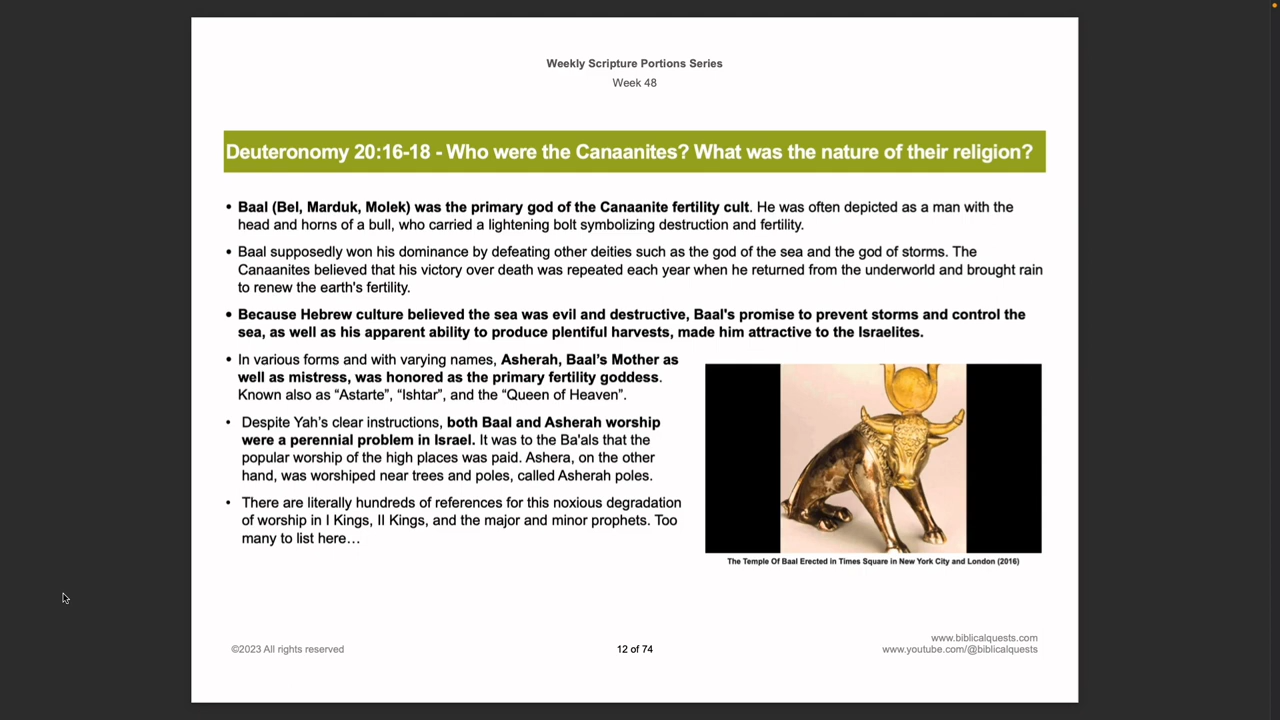 Weekly Scripture Portions Series
Week 48
Deuteronomy 20:16-18 - Who were the Canaanites? What was the nature of their religion?
• Baal (Bel, Marduk, Molek) was the primary god of the Canaanite fertility cult. He was often depicted as a man with the
head and horns of a bull, who carried a lightening bolt symbolizing destruction and fertility.
• Baal supposedly won his dominance by defeating other deities such as the god of the sea and the god of storms. The
Canaanites believed that his victory over death was repeated each year when he returned from the underworld and brought rain
to renew the earth's fertility.
• Because Hebrew culture believed the sea was evil and destructive, Baal's promise to prevent storms and control the
sea, as well as his apparent ability to produce plentiful harvests, made him attractive to the Israelites.
• In various forms and with varying names, Asherah, Baal’s Mother as
well as mistress, was honored as the primary fertility goddess.
Known also as “Astarte”, “Ishtar”, and the “Queen of Heaven”.
• Despite Yah’s clear instructions, both Baal and Asherah worship
were a perennial problem in Israel. It was to the Ba'als that the
popular worship of the high places was paid. Ashera, on the other
hand, was worshiped near trees and poles, called Asherah poles.
• There are literally hundreds of references for this noxious degradation
of worship in I Kings, II Kings, and the major and minor prophets. Too
many to list here…
The Temple Of Baal Erected in Times Square in New York City and London (2016)
©2023 All rights reserved
12 of 74
www.biblicalquests.com
www.youtube.com/@biblicalquests